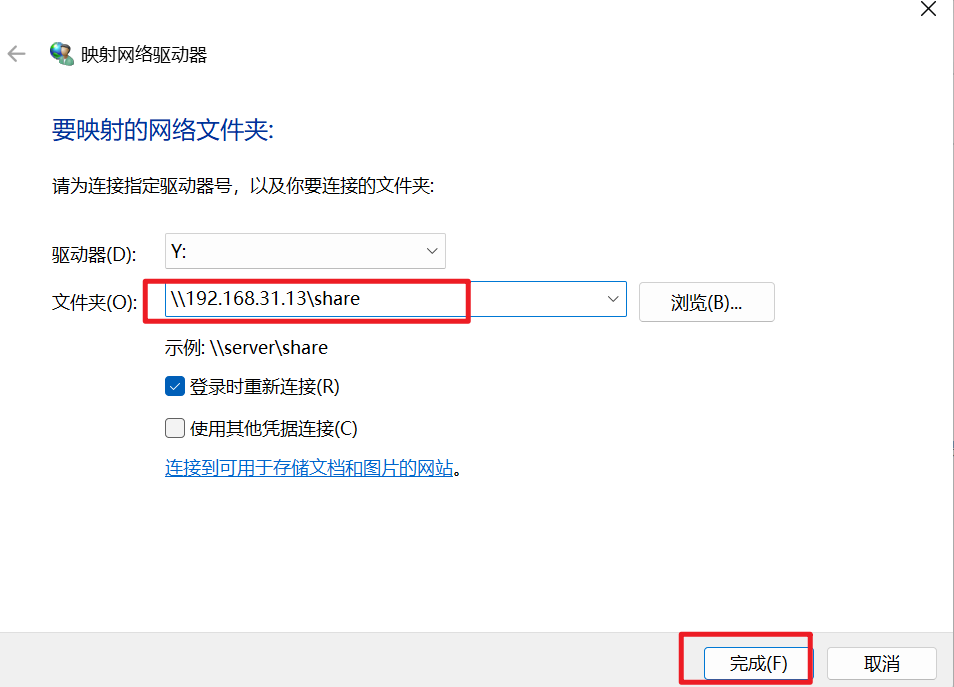 映射网络驱动器
要映射的网络文件夹:
请为连接指定驱动器号，以及你要连接的文件夹:
驱动器(D): Y:
文件夹(O): \\192.168.31.13\share 浏览(B)...
示例: \\server\share
登录时重新连接(R)
使用其他凭据连接(C)
连接到可用于存储文档和图片的网站。
完成(F) 取消